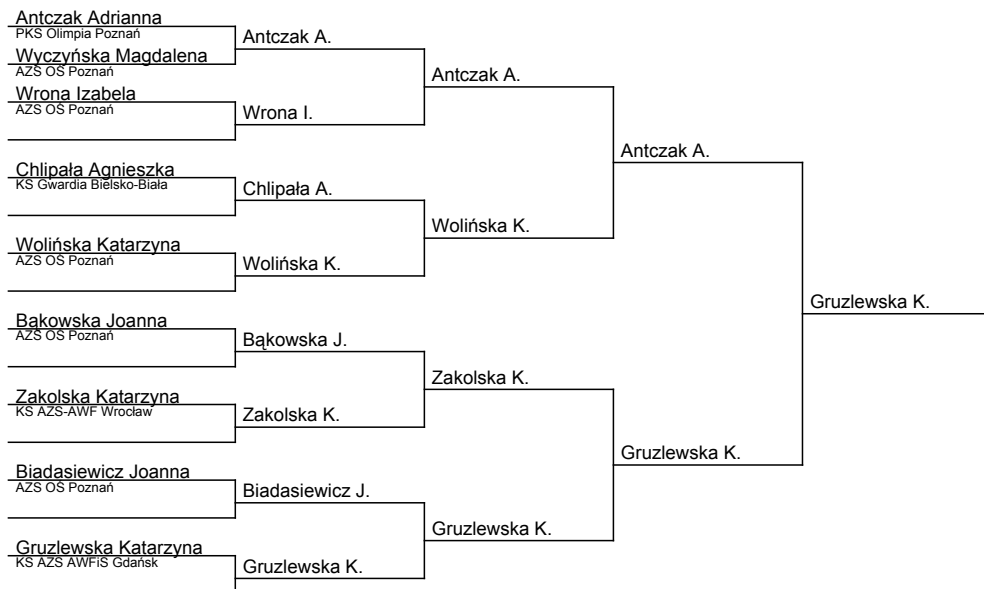 Antczak Adrianna
PKS Olimpia Poznań
Wyczyńska Magdalena
AZS OŚ Poznań
Wrona Izabela
AZS OŚ Poznań
Chlipała Agnieszka
KS Gwardia Bielsko-Biała
Wolińska Katarzyna
AZS OŚ Poznań
Bąkowska Joanna
AZS OŚ Poznań
Zakolska Katarzyna
KS AZS-AWF Wrocław
Biadasiewicz Joanna
AZS OŚ Poznań
Gruzlewska Katarzyna
KS AZS AWFiS Gdańsk
Antczak A.
Wrona I.
Chlipała A.
Wolińska K.
Bąkowska J.
Zakolska K.
Biadasiewicz J.
Gruzlewska K.
Antczak A.
Wolińska K.
Zakolska K.
Gruzlewska K.
Antczak A.
Gruzlewska K.
Gruzlewska K.